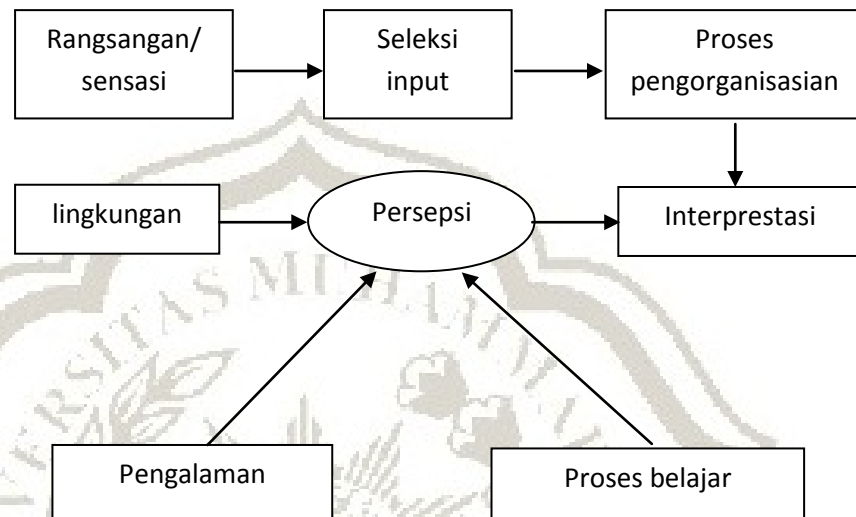 Rangsangan/
sensasi
Seleksi
input
Proses
pengorganisasian
lingkungan
Persepsi
Interprestasi
Pengalaman
Proses belajar